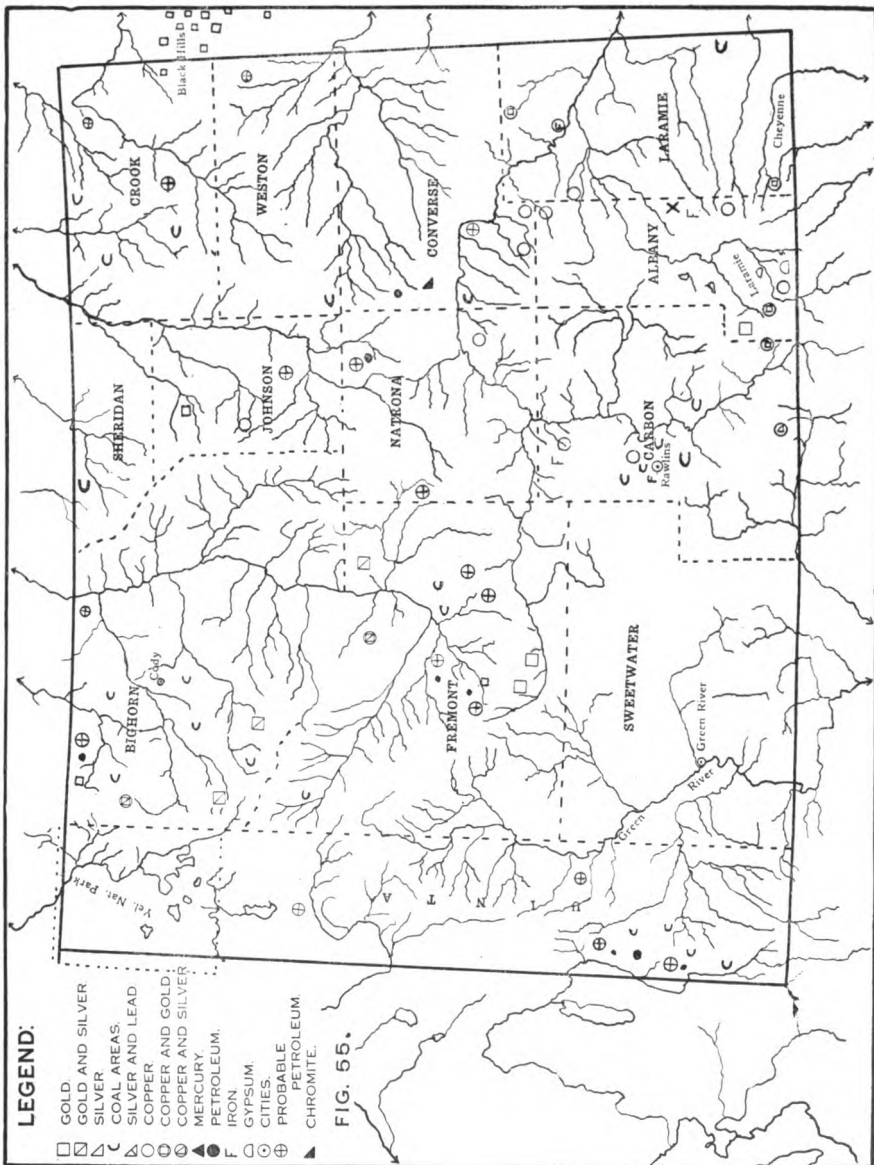 LEGEND:
GOLD.
GOLD AND SILVER.
SILVER.
COAL AREAS.
SILVER AND LEAD.
COPPER.
COPPER AND GOLD.
COPPER AND SILVER
MERCURY.
PETROLEUM.
F IRON.
GYPSUM.
CITIES.
PROBABLE
PETROLEUM.
CHROMITE.
FIG. 55.
Yel. Nat. Park
BIGHORN
Cody
SHERIDAN
JOHNSON
CROOK
Black Hills
WESTON
UINTA
FREMONT
NATRONA
CONVERSE
Green River
SWEETWATER
Green River
F
F
CARBON
Rawlins
ALBANY
Laramie
F
F
LARAMIE
Cheyenne